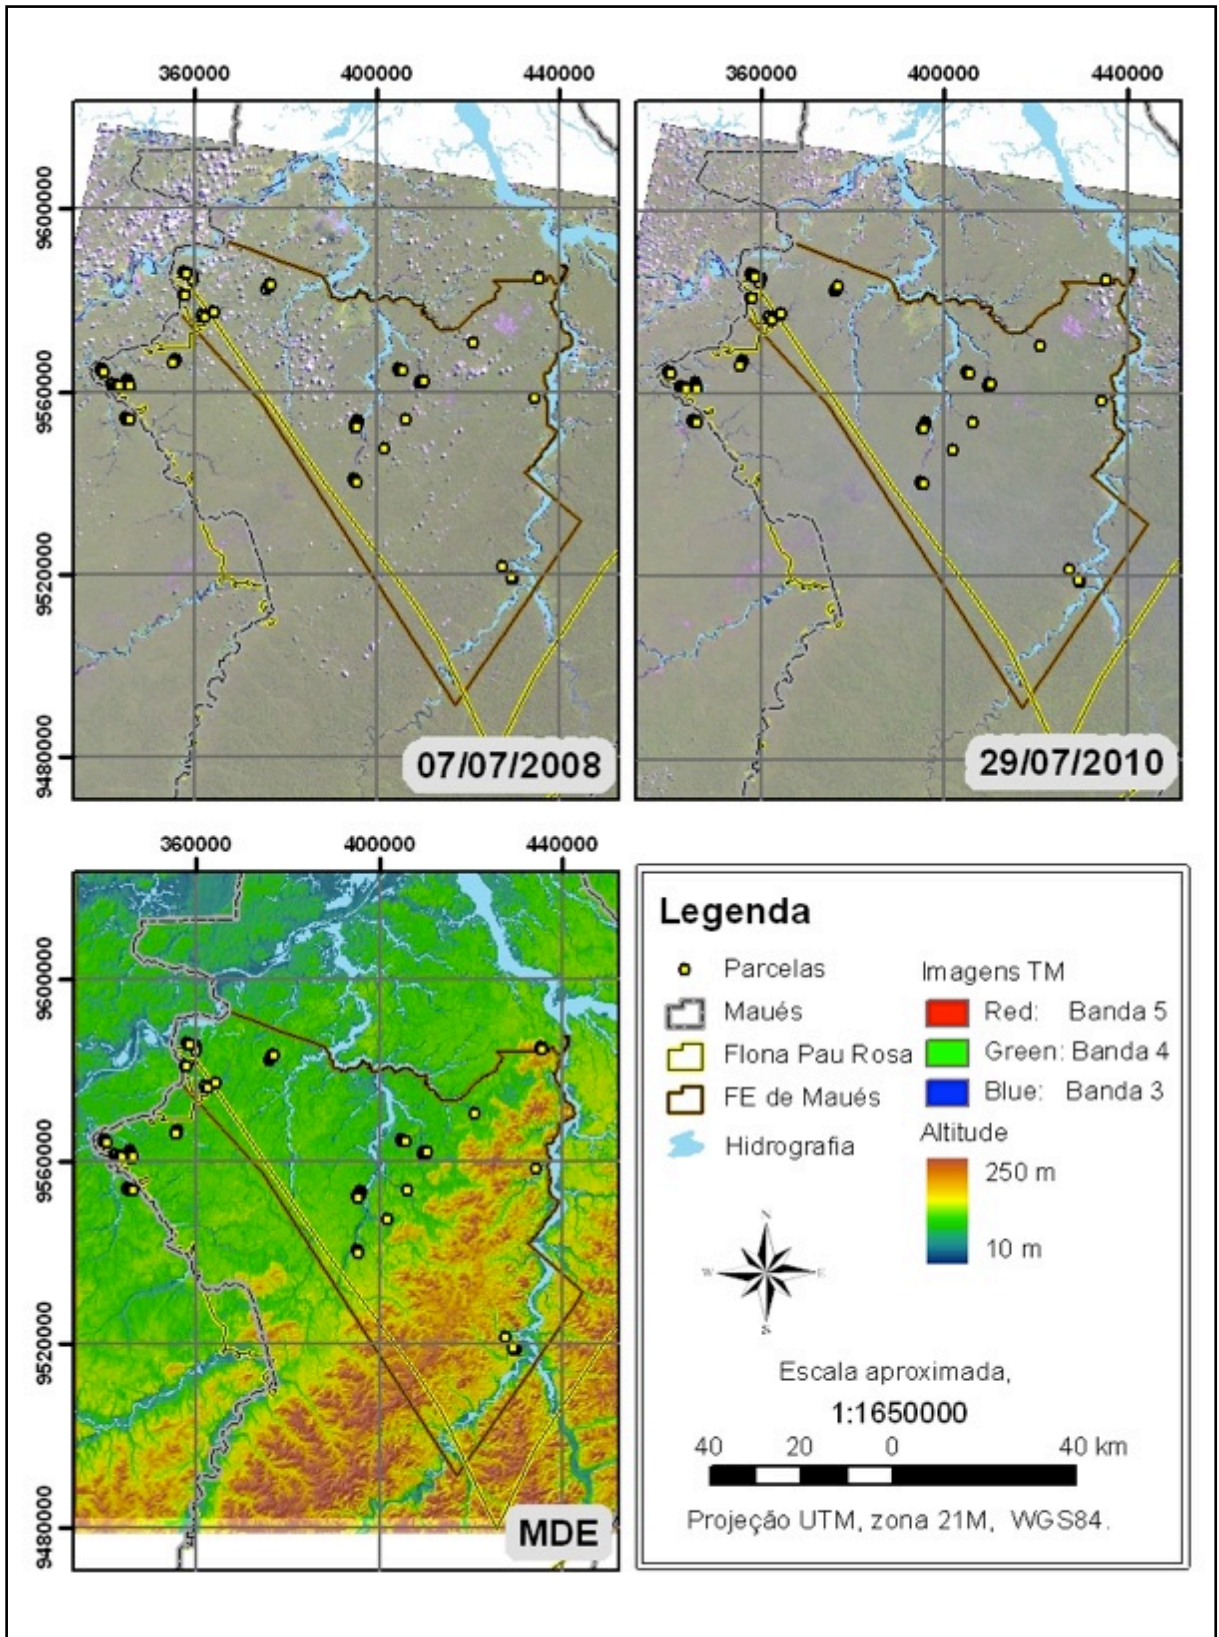 360000 400000 440000
360000 400000 440000
9600000
9560000
9520000
9480000
07/07/2008
29/07/2010
360000 400000 440000
9600000
9560000
9520000
9480000
MDE
Legenda
Parcelas
Maués
Flona Pau Rosa
FE de Maués
Hidrografia
Imagens TM
Red: Banda 5
Green: Banda 4
Blue: Banda 3
Altitude
250 m
10 m
N
W E
S
Escala aproximada,
1:1650000
40 20 0 40 km
Projeção UTM, zona 21M, WGS84.